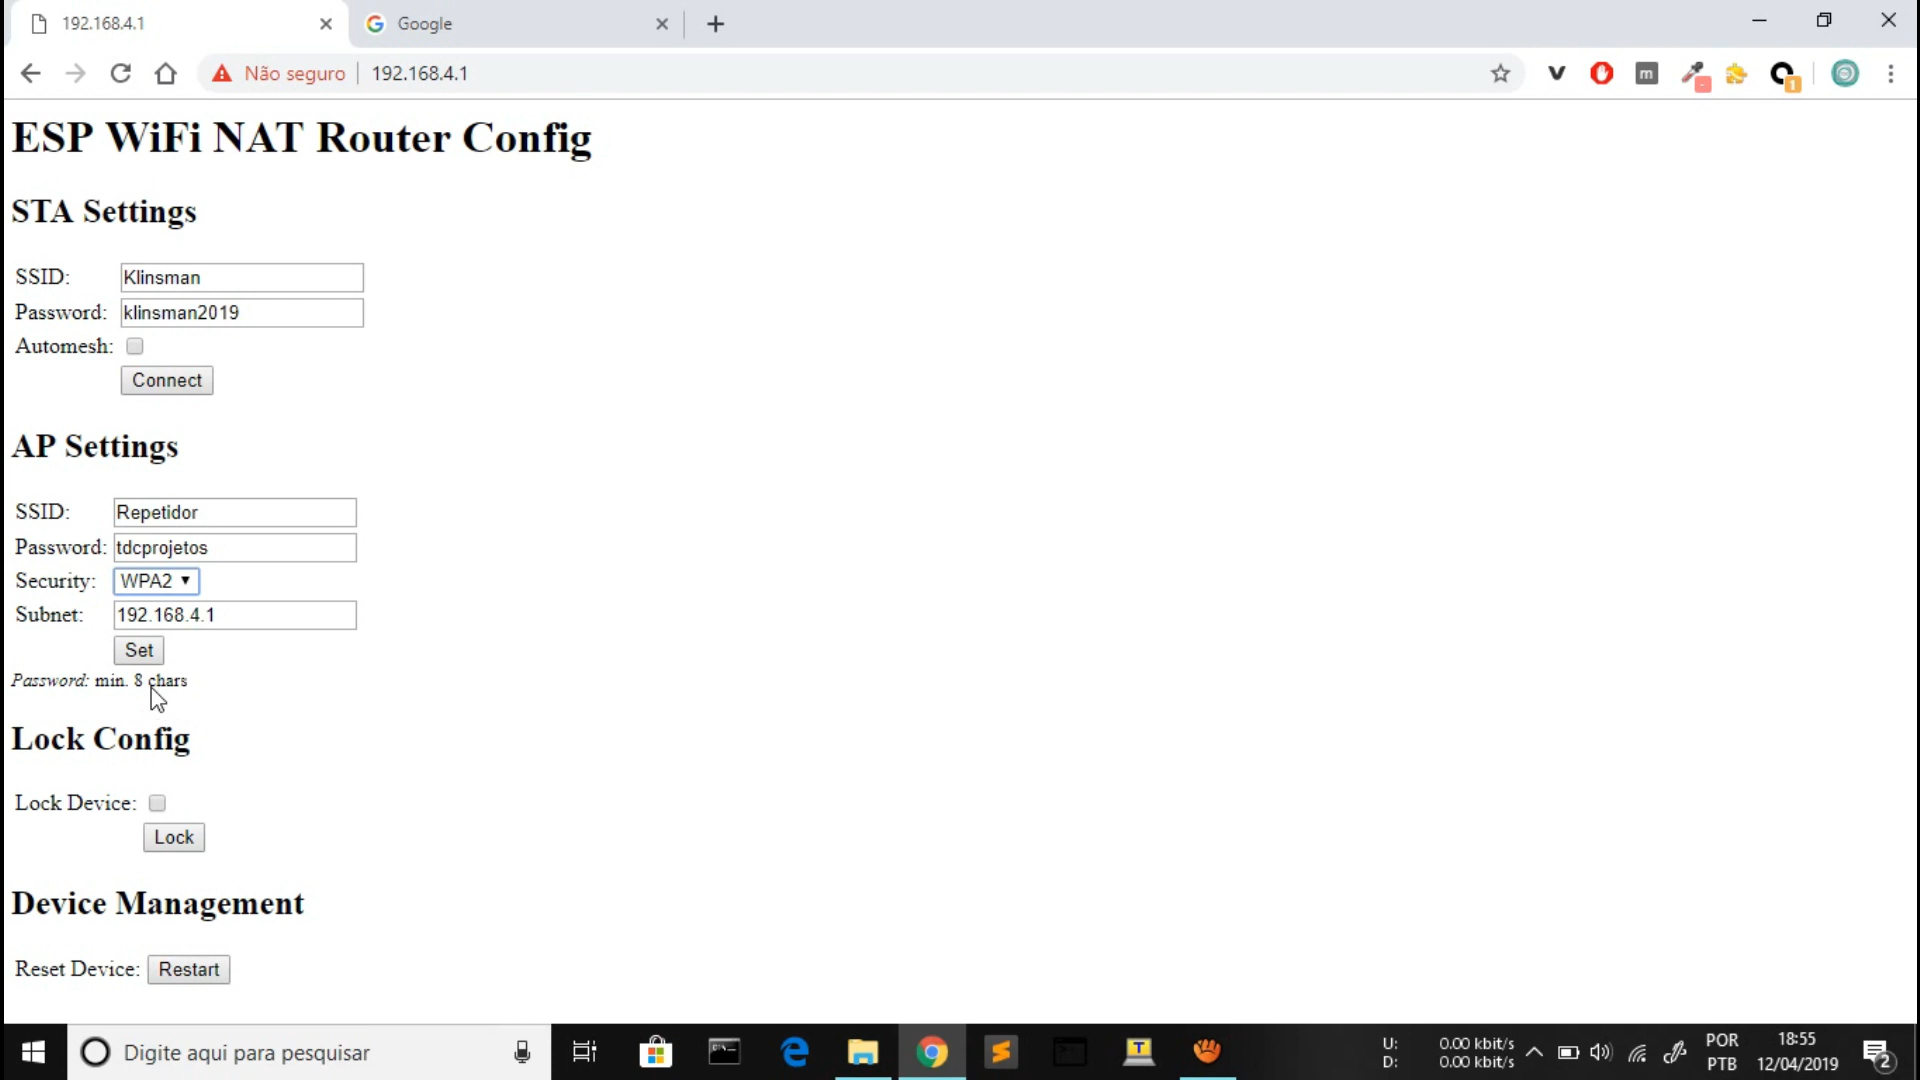 192.168.4.1
Google
Não seguro
192.168.4.1
ESP WiFi NAT Router Config
STA Settings
SSID: Klinsman
Password: klinsman2019
Automesh:
Connect
AP Settings
SSID: Repetidor
Password: tdcprojetos
Security: WPA2
Subnet: 192.168.4.1
Set
Password: min. 8 chars
Lock Config
Lock Device:
Lock
Device Management
Reset Device: Restart
Digite aqui para pesquisar
U: 0.00 kbit/s
D: 0.00 kbit/s
POR
PTB
18:55
12/04/2019
2